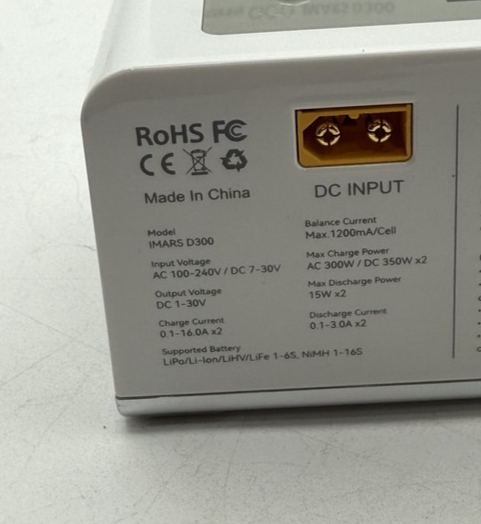 IMARS D300
RoHS FC
CE
Made In China
DC INPUT
Model
IMARS D300
Input Voltage
AC 100-240V / DC 7-30V
Output Voltage
DC 1-30V
Charge Current
0.1-16.0A x2
Supported Battery
LiPo/Li-Ion/LiHV/LiFe 1-6S, NiMH 1-16S
Balance Current
Max.1200mA/Cell
Max Charge Power
AC 300W / DC 350W x2
Max Discharge Power
15W x2
Discharge Current
0.1-3.0A x2